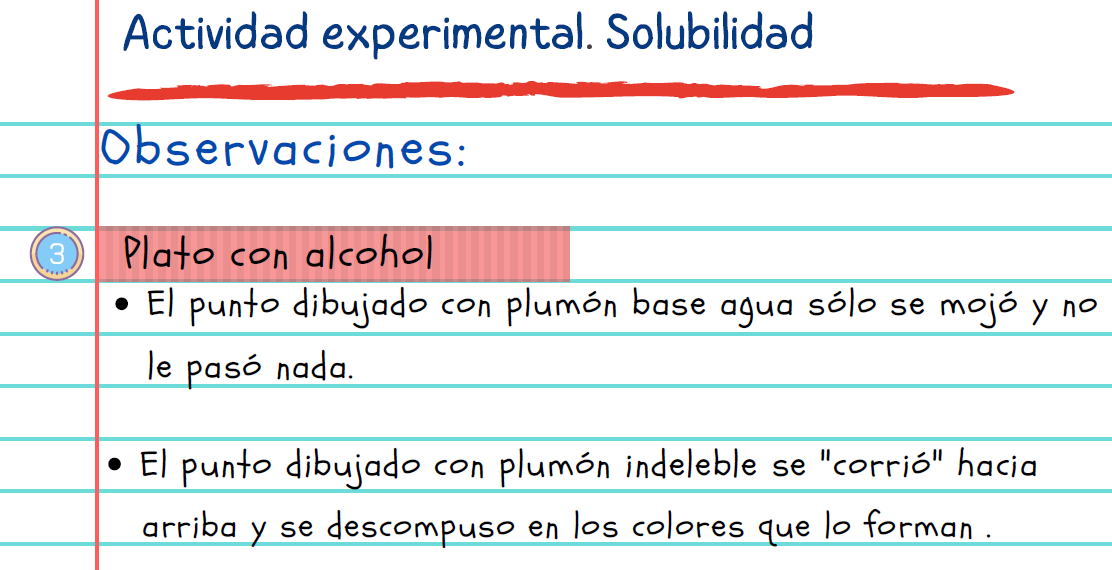 Actividad experimental. Solubilidad
Observaciones:
3 Plato con alcohol
• El punto dibujado con plumón base agua sólo se mojó y no
le pasó nada.
• El punto dibujado con plumón indeleble se "corrió" hacia
arriba y se descompuso en los colores que lo forman .